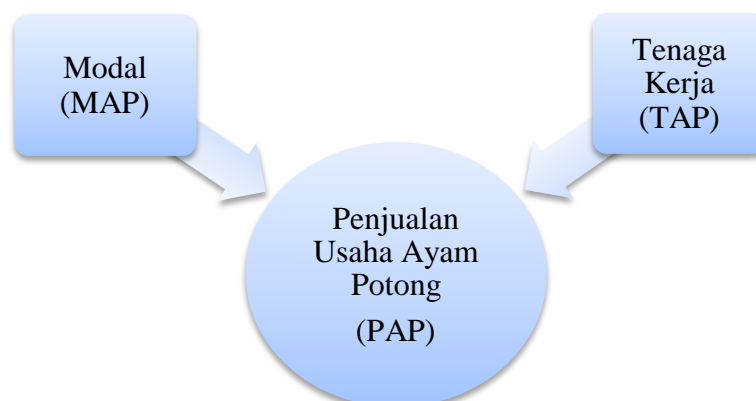 Modal
(MAP)
Tenaga
Kerja
(TAP)
Penjualan
Usaha Ayam
Potong
(PAP)